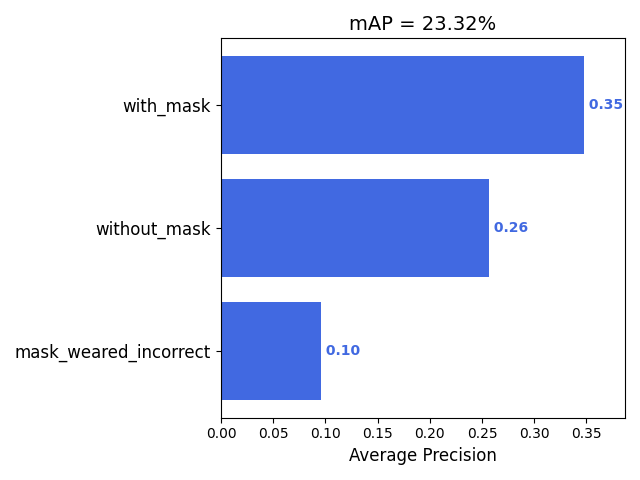 mAP = 23.32%
with_mask
0.35
without_mask
0.26
mask_weared_incorrect
0.10
0.00 0.05 0.10 0.15 0.20 0.25 0.30 0.35
Average Precision